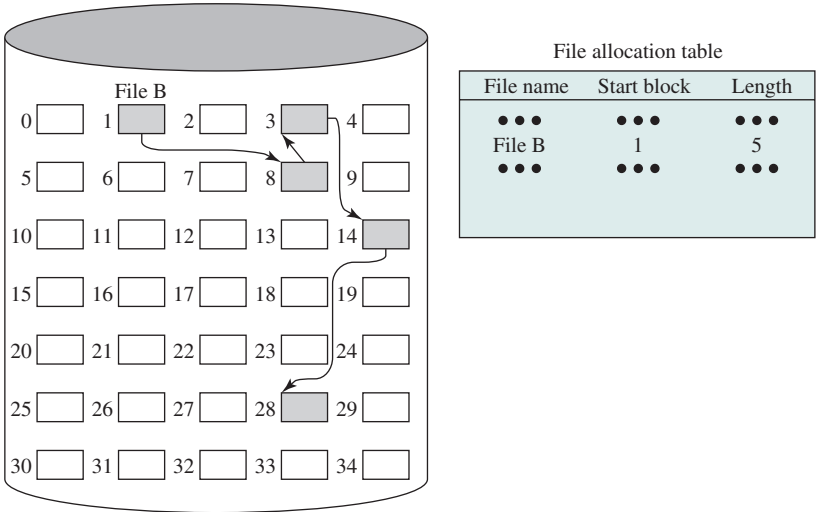 File allocation table
File name Start block Length
••• ••• •••
File B 1 5
••• ••• •••
File B
0 1 2 3 4
5 6 7 8 9
10 11 12 13 14
15 16 17 18 19
20 21 22 23 24
25 26 27 28 29
30 31 32 33 34